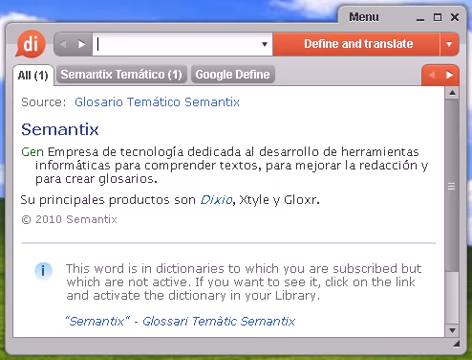 Menu
di
Define and translate
All (1)
Semantix Temático (1)
Google Define
Source: Glosario Temático Semantix
Semantix
Gen Empresa de tecnología dedicada al desarrollo de herramientas
informáticas para comprender textos, para mejorar la redacción y
para crear glosarios.
Su principales productos son Dixio, Xtyle y Gloxr.
© 2010 Semantix
i
This word is in dictionaries to which you are subscribed but
which are not active. If you want to see it, click on the link
and activate the dictionary in your Library.
"Semantix" - Glossari Temàtic Semantix